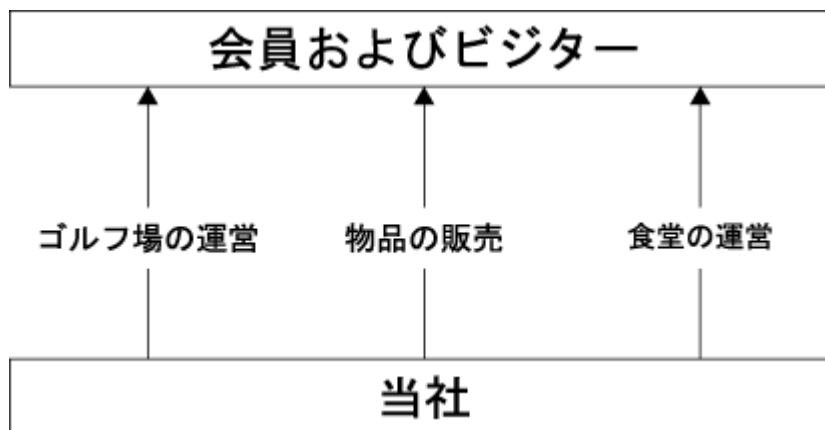 会員およびビジター
ゴルフ場の運営
物品の販売
食堂の運営
当社